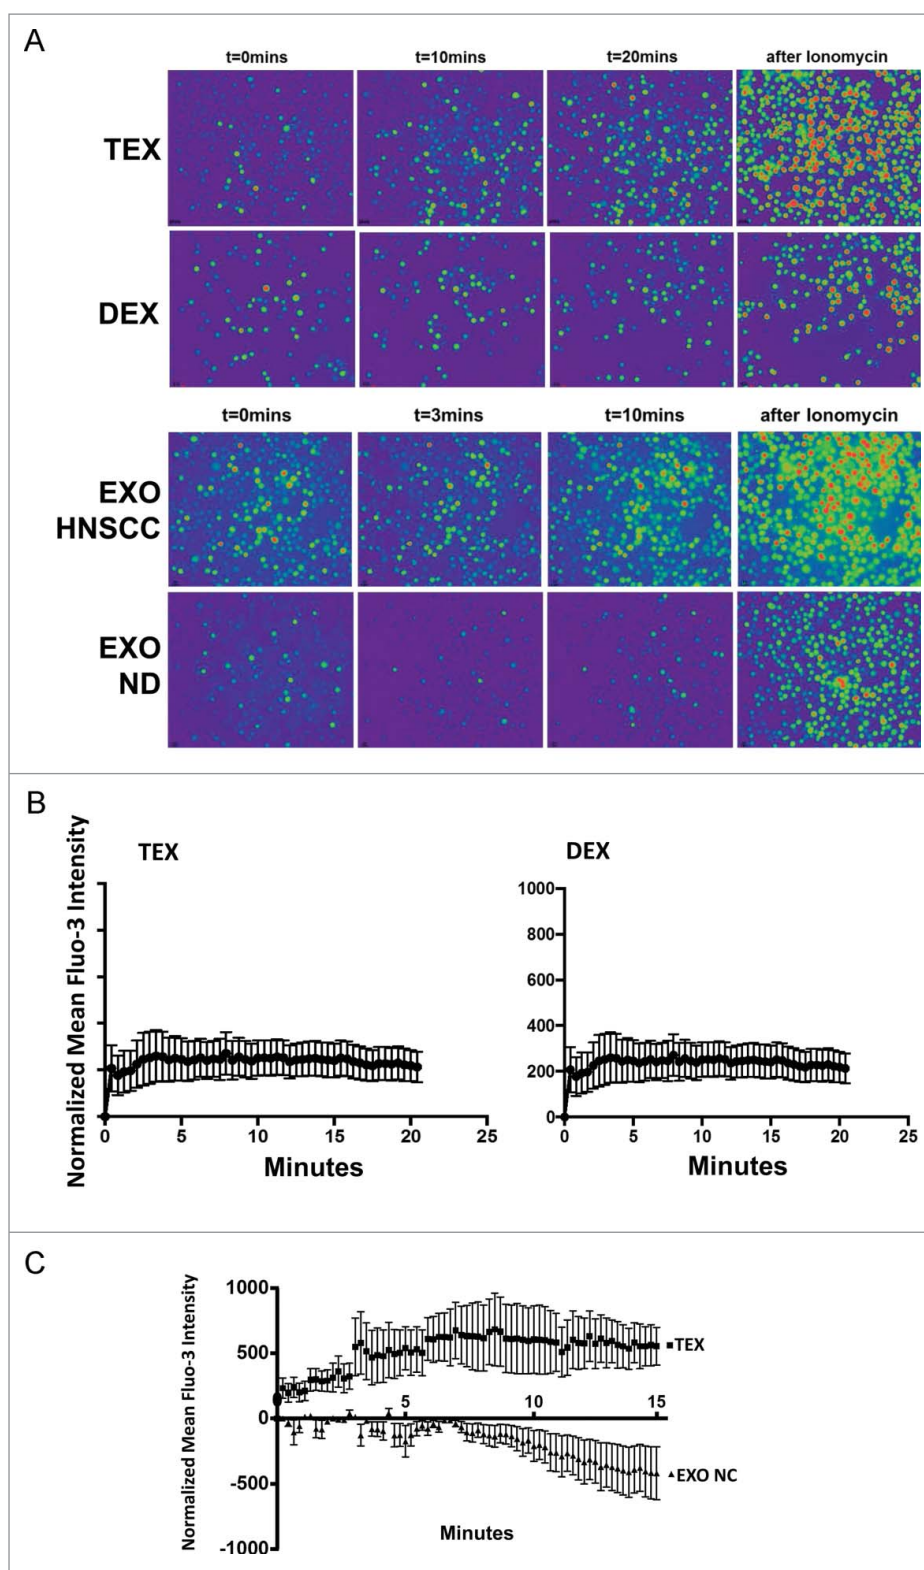 A
t=0mins t=10mins t=20mins after Ionomycin
TEX
DEX
t=0mins t=3mins t=10mins after Ionomycin
EXO
HNSCC
EXO
ND
B
TEX
Normalized Mean Fluo-3 Intensity
0 5 10 15 20 25
Minutes
DEX
1000
800
600
400
200
0
0 5 10 15 20 25
Minutes
C
Normalized Mean Fluo-3 Intensity
1000
500
0
-500
-1000
5 10 15
TEX
EXO NC
Minutes